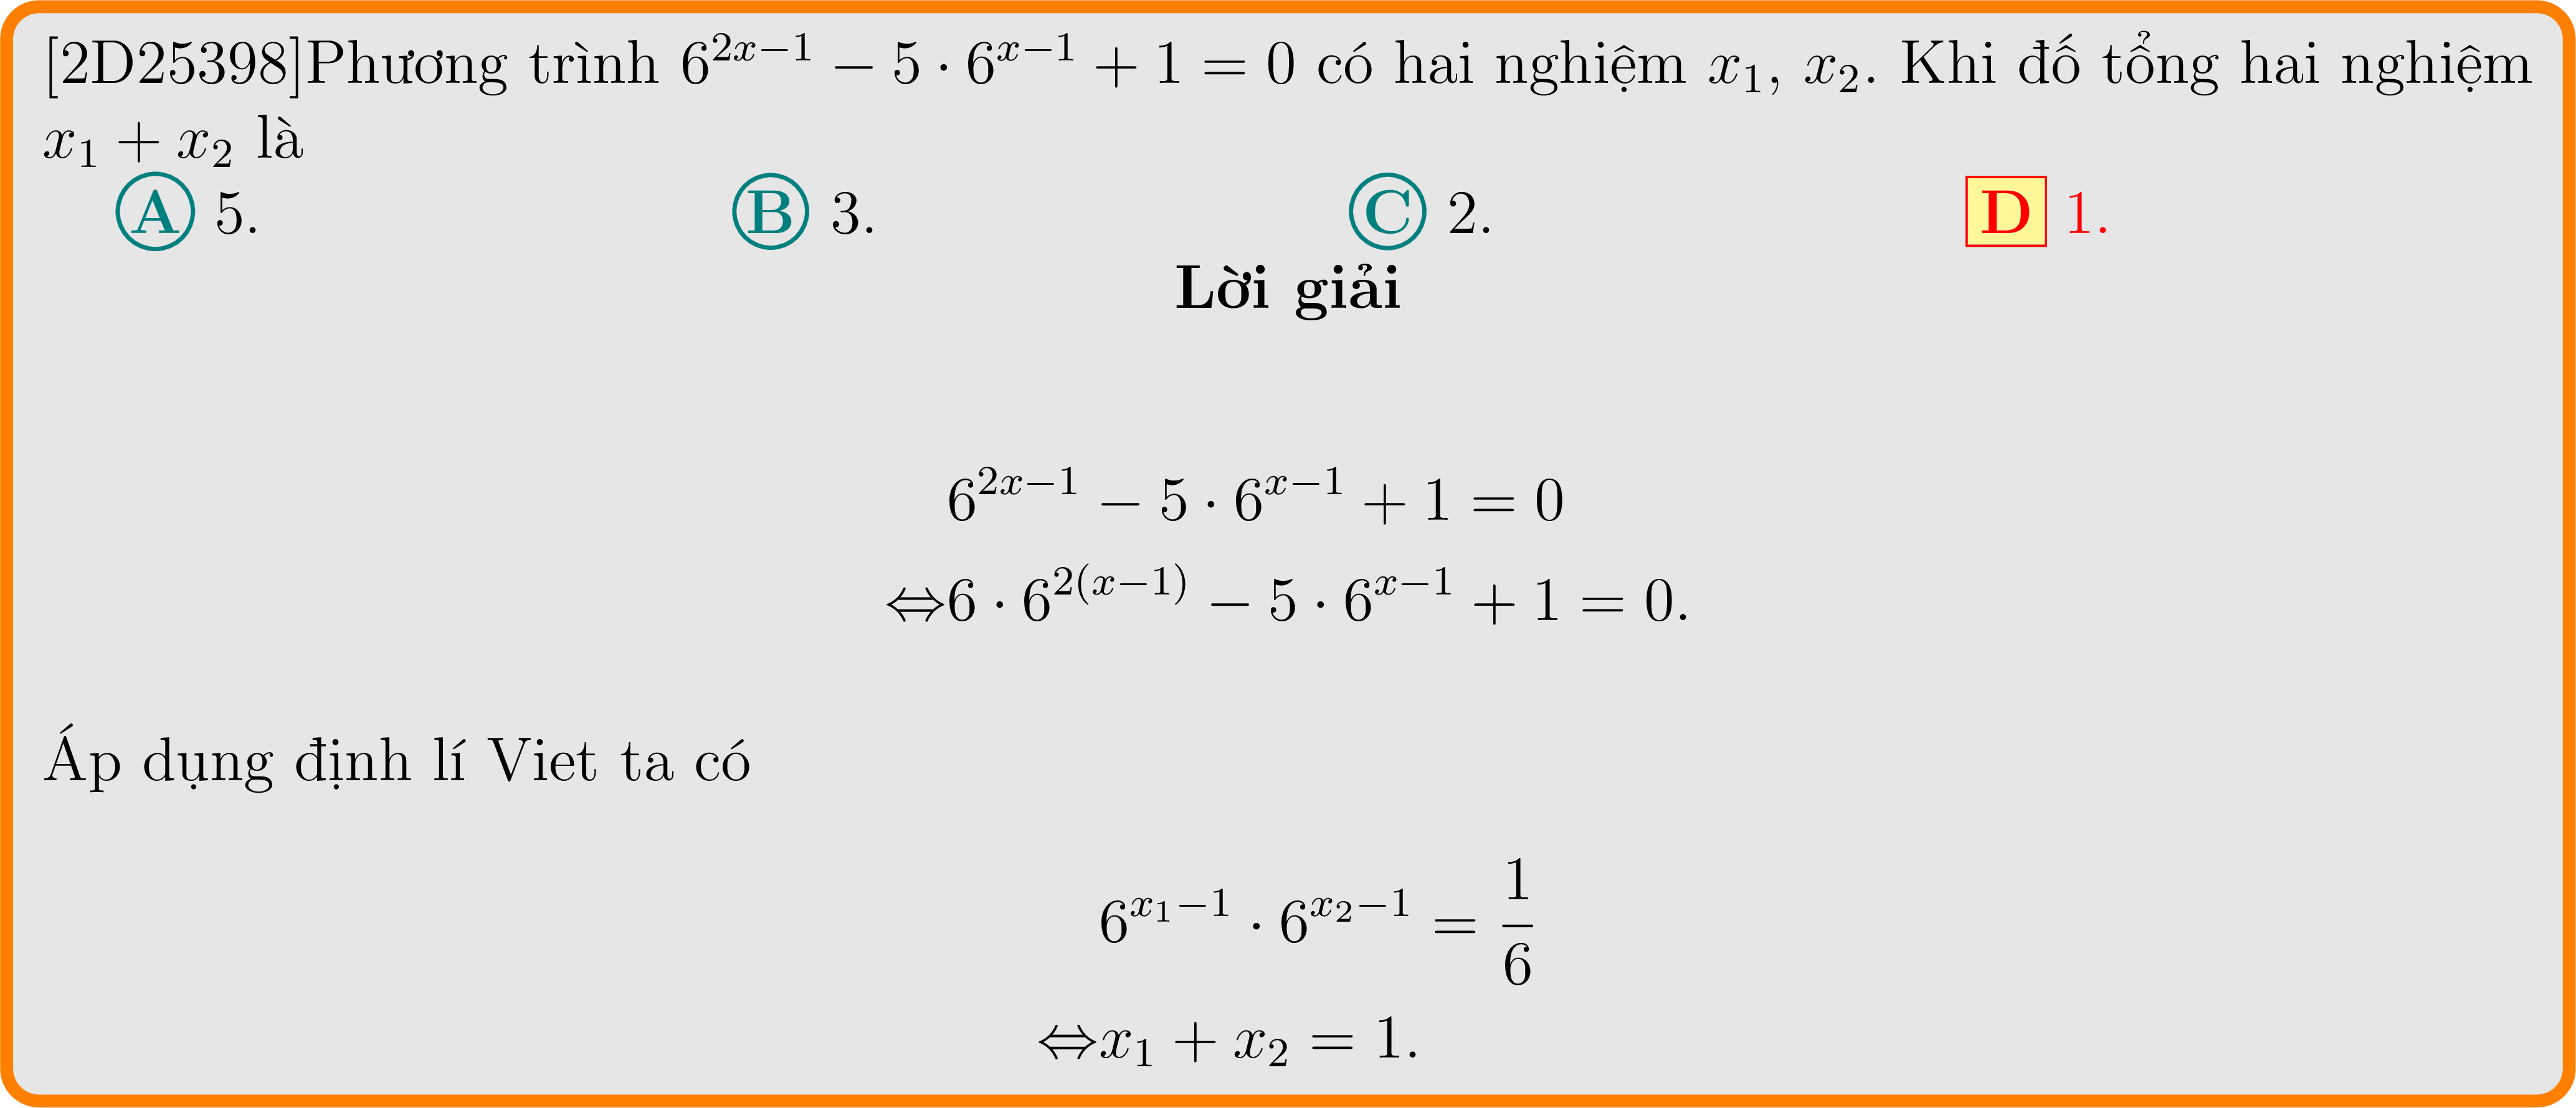 [2D25398]Phương trình $6^{2x-1} - 5 \cdot 6^{x-1} + 1 = 0$ có hai nghiệm $x_1$, $x_2$. Khi đố tổng hai nghiệm
$x_1 + x_2$ là
A 5. B 3. C 2. D 1.
Lời giải
$6^{2x-1} - 5 \cdot 6^{x-1} + 1 = 0$
$\Leftrightarrow 6 \cdot 6^{2(x-1)} - 5 \cdot 6^{x-1} + 1 = 0.$
Áp dụng định lí Viet ta có
$6^{x_1-1} \cdot 6^{x_2-1} = \frac{1}{6}$
$\Leftrightarrow x_1 + x_2 = 1.$